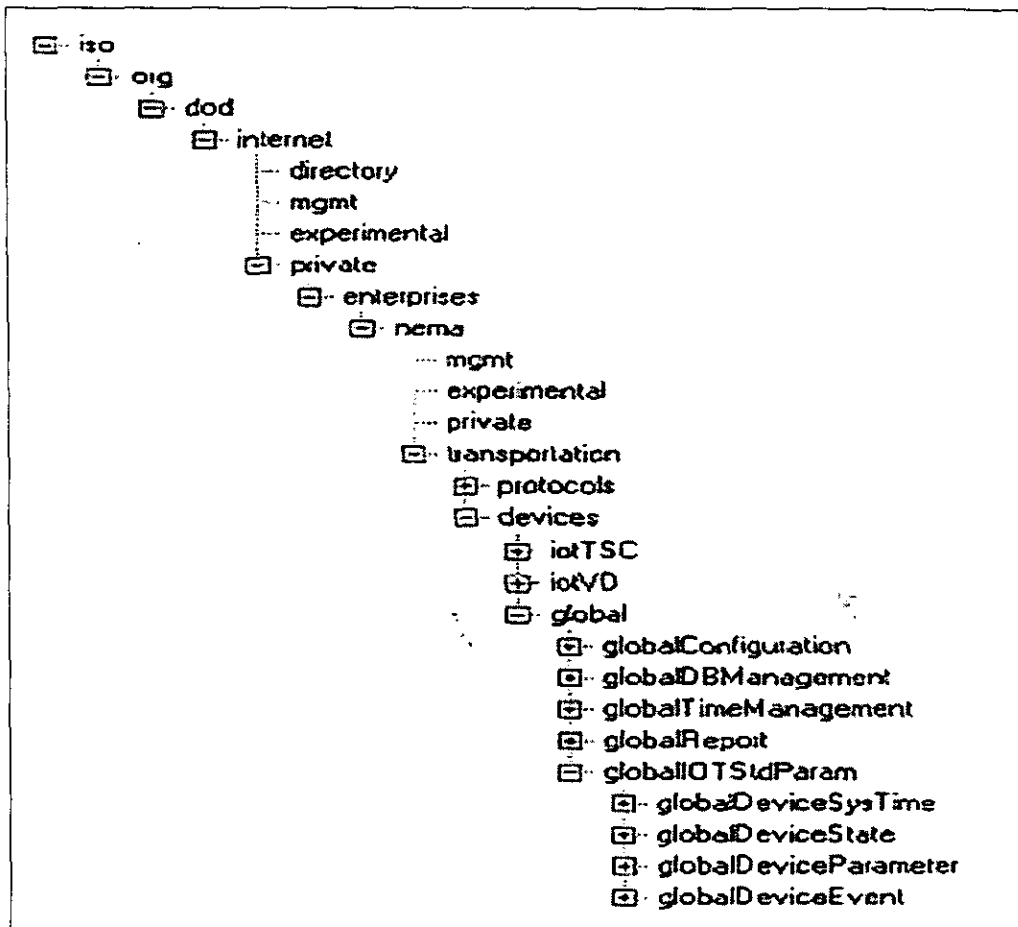 iso
org
dod
internet
directory
mgmt
experimental
private
enterprises
nema
mgmt
experimental
private
transportation
protocols
devices
iotTSC
iotVD
global
globalConfiguration
globalDBManagement
globalTimeManagement
globalReport
globalIOTStdParam
globalDeviceSysTime
globalDeviceState
globalDeviceParameter
globalDeviceEvent